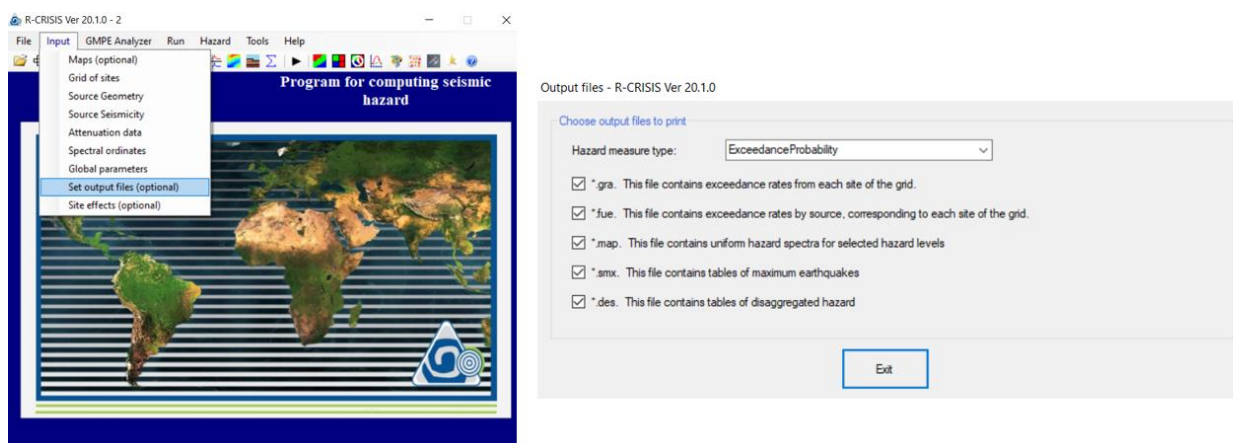 R-CRISIS Ver 20.1.0 - 2
File Input GMPE Analyzer Run Hazard Tools Help
Maps (optional)
Grid of sites
Source Geometry
Source Seismicity
Attenuation data
Spectral ordinates
Global parameters
Set output files (optional)
Site effects (optional)
Program for computing seismic
hazard
Output files - R-CRISIS Ver 20.1.0
Choose output files to print
Hazard measure type: ExceedanceProbability
*.gra. This file contains exceedance rates from each site of the grid.
*.fue. This file contains exceedance rates by source, corresponding to each site of the grid.
*.map. This file contains uniform hazard spectra for selected hazard levels
*.smx. This file contains tables of maximum earthquakes
*.des. This file contains tables of disaggregated hazard
Exit